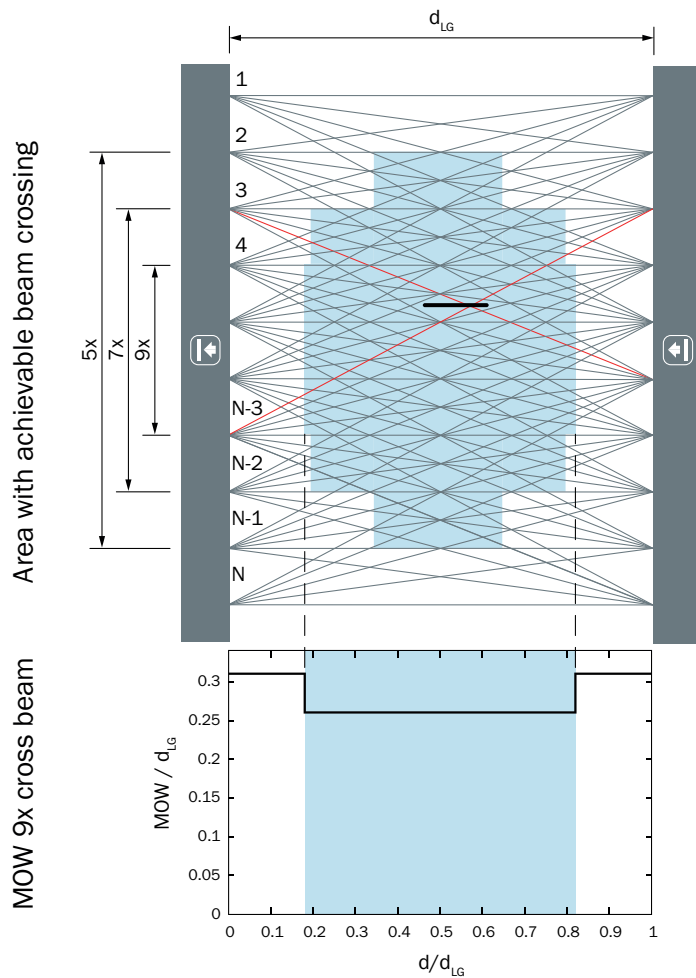 d_LG
Area with achievable beam crossing
1
2
3
4
5x
7x
9x
N-3
N-2
N-1
N
MOW 9x cross beam
MOW / d_LG
0.3
0.25
0.2
0.15
0.1
0.05
0
0 0.1 0.2 0.3 0.4 0.5 0.6 0.7 0.8 0.9 1
d/d_LG